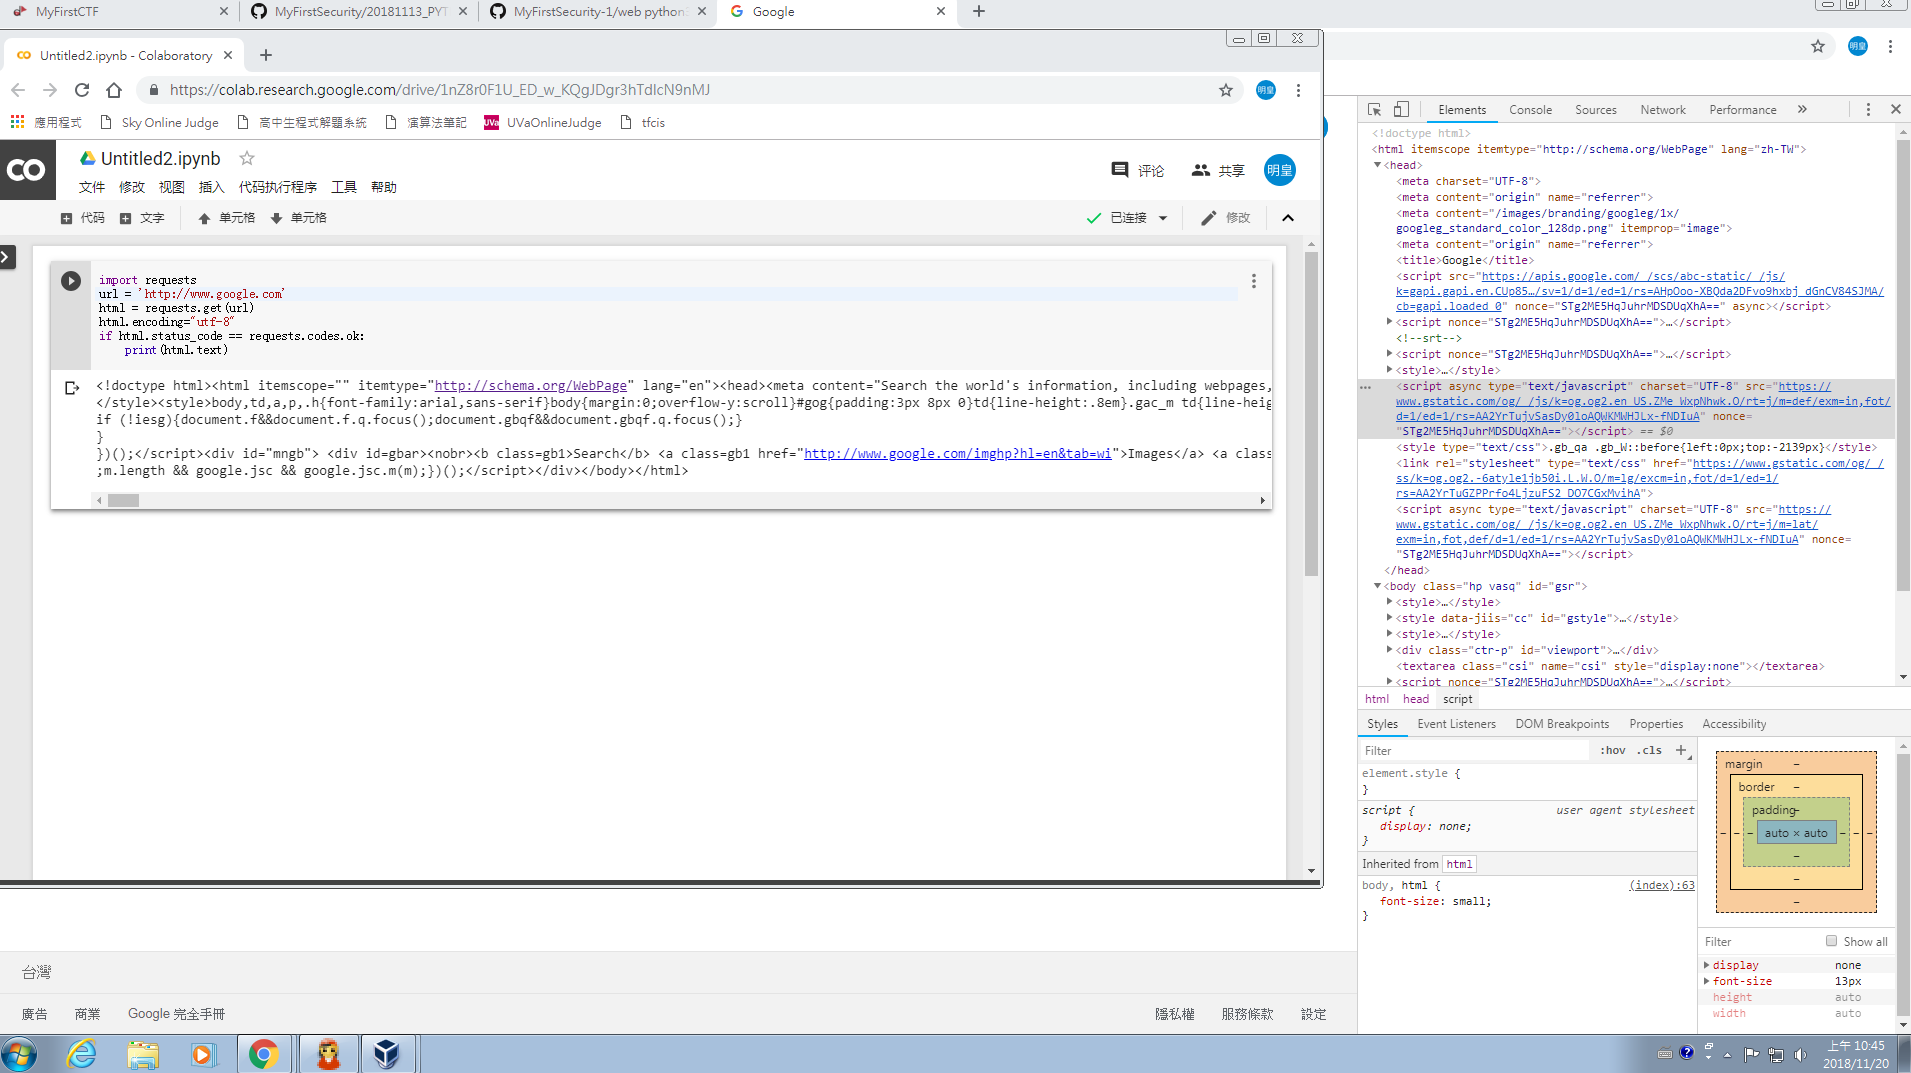 MyFirstCTF
MyFirstSecurity/20181113_PYT
MyFirstSecurity-1/web python
Google
Untitled2.ipynb - Colaboratory
明皇
https://colab.research.google.com/drive/1nZ8r0F1U_ED_w_KQgJDgr3hTdIcN9nMJ
明皇
應用程式
Sky Online Judge
高中生程式解題系統
演算法筆記
UVa
UVaOnlineJudge
tfcis
CO
Untitled2.ipynb
文件 修改 视图 插入 代码执行程序 工具 帮助
评论
共享
明皇
代码
文字
单元格
单元格
已连接
修改
import requests
url = 'http://www.google.com'
html = requests.get(url)
html.encoding="utf-8"
if html.status_code == requests.codes.ok:
    print(html.text)
<!doctype html><html itemscope="" itemtype="http://schema.org/WebPage" lang="en"><head><meta content="Search the world's information, including webpages,
</style><style>body,td,a,p,.h{font-family:arial,sans-serif}body{margin:0;overflow-y:scroll}#gog{padding:3px 8px 0}td{line-height:.8em}.gac_m td{line-heig
if (!iesg){document.f&&document.f.q.focus();document.gbqf&&document.gbqf.q.focus();}
}
})();</script><div id="mngb"> <div id=gbar><nobr><b class=gb1>Search</b> <a class=gb1 href="http://www.google.com/imghp?hl=en&tab=wi">Images</a> <a clas
;m.length && google.jsc && google.jsc.m(m);})();</script></div></body></html>
台灣
廣告 商業 Google 完全手冊
隱私權 服務條款 設定
Elements Console Sources Network Performance »
<!doctype html>
<html itemscope itemtype="http://schema.org/WebPage" lang="zh-TW">
<head>
<meta charset="UTF-8">
<meta content="origin" name="referrer">
<meta content="/images/branding/googleg/1x/
googleg_standard_color_128dp.png" itemprop="image">
<meta content="origin" name="referrer">
<title>Google</title>
<script src="https://apis.google.com/_/scs/abc-static/_/js/
k=gapi.gapi.en.CUp85…/sv=1/d=1/ed=1/rs=AHpOoo-XBQda2DFvo9hxbj_dGnCV84SJMA/
cb=gapi.loaded_0" nonce="STg2ME5HqJuhrMDSDUqXhA==" async></script>
<script nonce="STg2ME5HqJuhrMDSDUqXhA==">…</script>
<!--srt-->
<script nonce="STg2ME5HqJuhrMDSDUqXhA==">…</script>
<style>…</style>
<script async type="text/javascript" charset="UTF-8" src="https://
www.gstatic.com/og/_/js/k=og.og2.en_US.ZMe_WxpNhwk.O/rt=j/m=def/exm=in,fot/
d=1/ed=1/rs=AA2YrTujvSasDy0loAQWKMWHJLx-fNDIuA" nonce=
"STg2ME5HqJuhrMDSDUqXhA=="></script> == $0
<style type="text/css">.gb_qa .gb_W::before{left:0px;top:-2139px}</style>
<link rel="stylesheet" type="text/css" href="https://www.gstatic.com/og/_/
ss/k=og.og2.-6atyle1jb50i.L.W.O/m=lg/excm=in,fot/d=1/ed=1/
rs=AA2YrTuGZPPrfo4LjzuFS2_DO7CGxMvihA">
<script async type="text/javascript" charset="UTF-8" src="https://
www.gstatic.com/og/_/js/k=og.og2.en_US.ZMe_WxpNhwk.O/rt=j/m=lat/
exm=in,fot,def/d=1/ed=1/rs=AA2YrTujvSasDy0loAQWKMWHJLx-fNDIuA" nonce=
"STg2ME5HqJuhrMDSDUqXhA=="></script>
</head>
<body class="hp vasq" id="gsr">
<style>…</style>
<style data-jiis="cc" id="gstyle">…</style>
<style>…</style>
<div class="ctr-p" id="viewport">…</div>
<textarea class="csi" name="csi" style="display:none"></textarea>
<script nonce="STg2ME5HqJuhrMDSDUqXhA==">…</script>
html head script
Styles Event Listeners DOM Breakpoints Properties Accessibility
Filter
:hov .cls +
element.style {
}
script {
user agent stylesheet
display: none;
}
Inherited from html
body, html {
(index):63
font-size: small;
}
margin –
border –
padding –
auto × auto
Filter
Show all
display none
font-size 13px
height auto
width auto
上午 10:45
2018/11/20